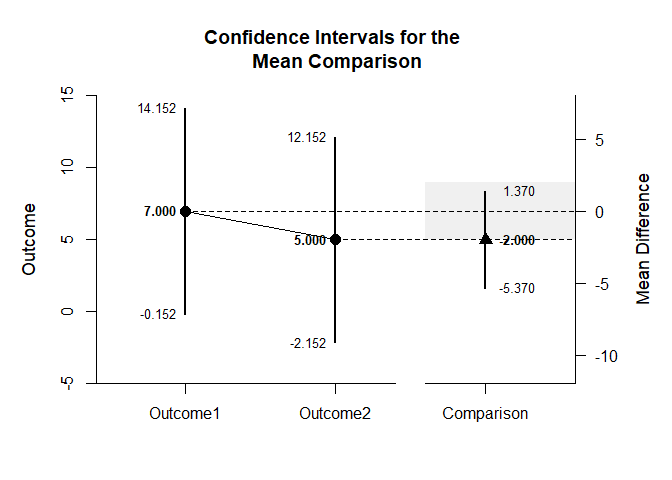 Confidence Intervals for the
Mean Comparison
Outcome
15
10
5
0
-5
14.152
7.000
-0.152
12.152
5.000
-2.152
1.370
-2.000
-5.370
5
0
-5
-10
Mean Difference
Outcome1
Outcome2
Comparison